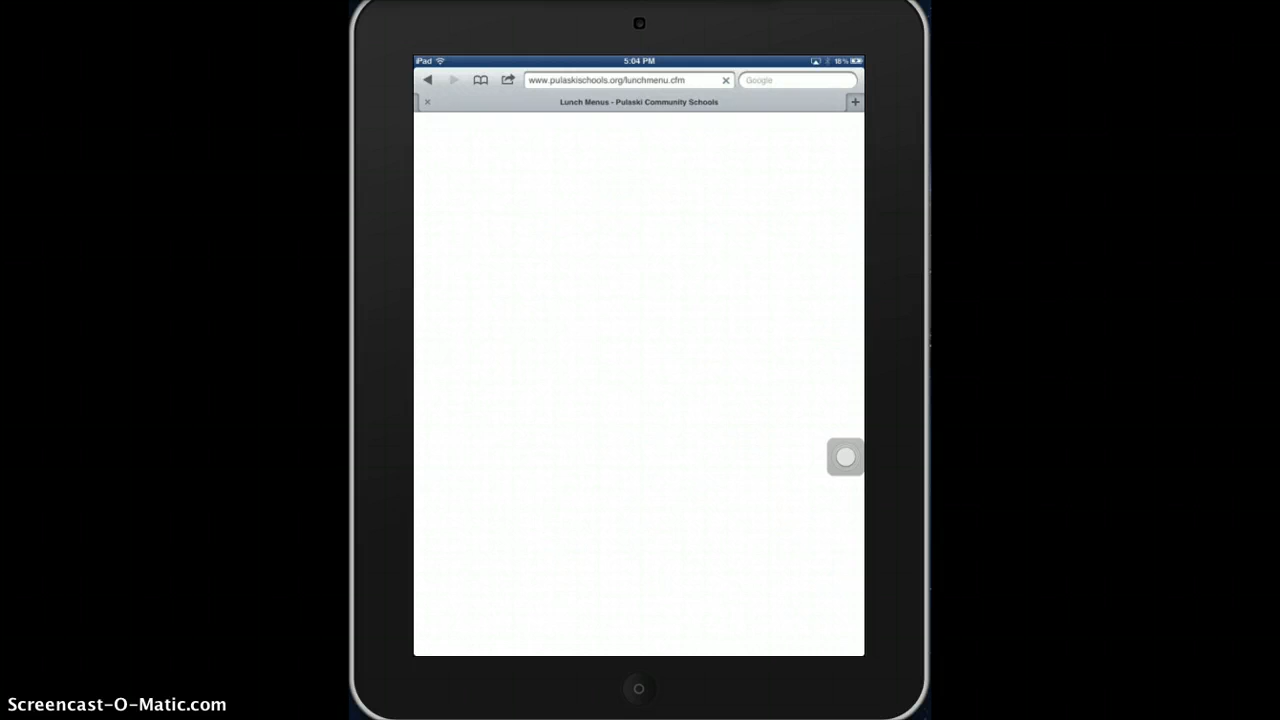 iPad 5:04 PM 18%
www.pulaskischools.org/lunchmenu.cfm Google
Lunch Menus - Pulaski Community Schools
Screencast-O-Matic.com